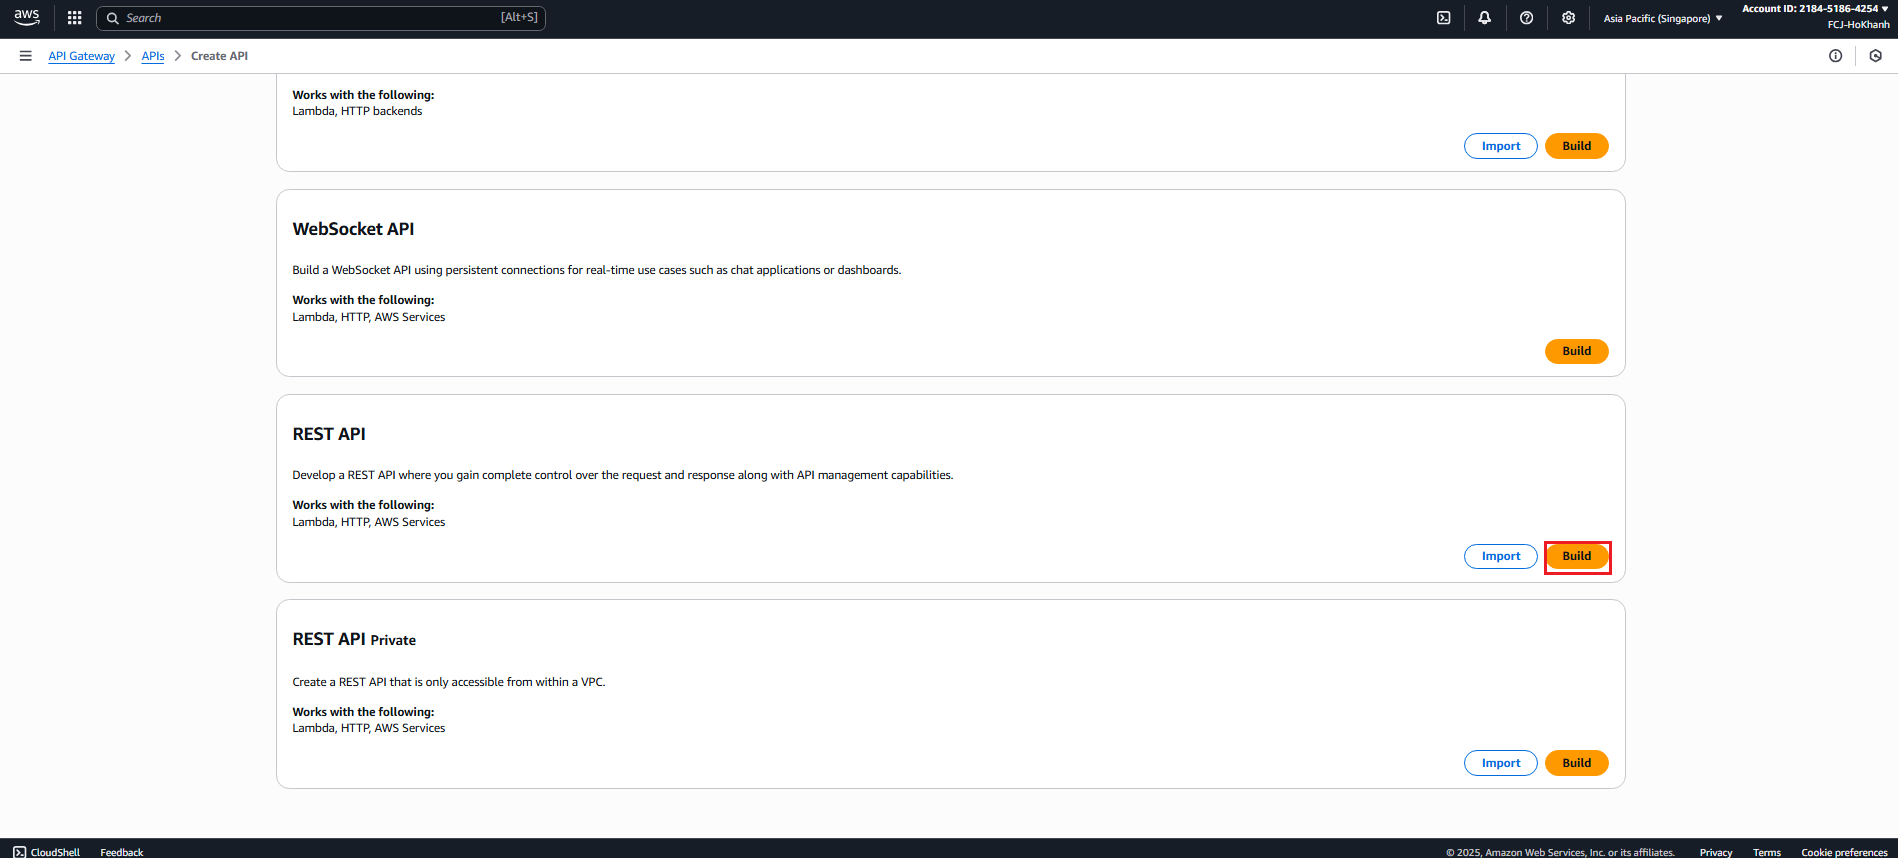 aws
Search
[Alt+S]
Asia Pacific (Singapore)
Account ID: 2184-5186-4254
FCJ-HoKhanh
API Gateway
APIs
Create API
Works with the following:
Lambda, HTTP backends
Import
Build
WebSocket API
Build a WebSocket API using persistent connections for real-time use cases such as chat applications or dashboards.
Works with the following:
Lambda, HTTP, AWS Services
Build
REST API
Develop a REST API where you gain complete control over the request and response along with API management capabilities.
Works with the following:
Lambda, HTTP, AWS Services
Import
Build
REST API Private
Create a REST API that is only accessible from within a VPC.
Works with the following:
Lambda, HTTP, AWS Services
Import
Build
CloudShell
Feedback
© 2025, Amazon Web Services, Inc. or its affiliates.
Privacy
Terms
Cookie preferences